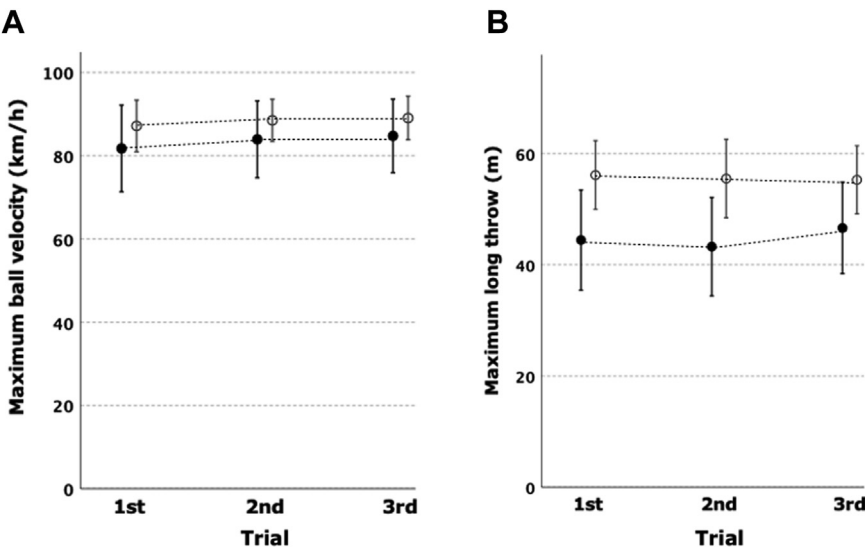 A
Maximum ball velocity (km/h)
100
80
60
40
20
0
1st 2nd 3rd
Trial
B
Maximum long throw (m)
60
40
20
0
1st 2nd 3rd
Trial